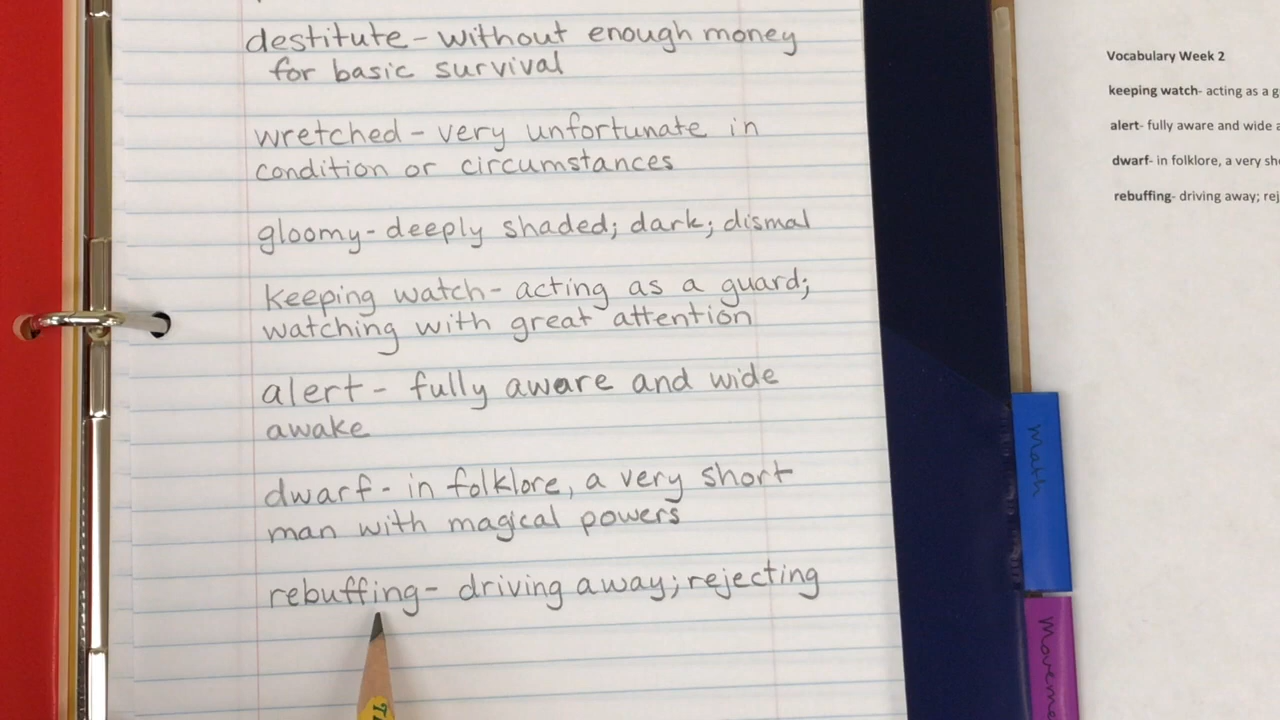 destitute - without enough money
for basic survival
wretched - very unfortunate in
condition or circumstances
gloomy - deeply shaded; dark; dismal
keeping watch - acting as a guard;
watching with great attention
alert - fully aware and wide
awake
dwarf - in folklore, a very short
man with magical powers
rebuffing - driving away; rejecting
Vocabulary Week 2
keeping watch- acting as a
alert- fully aware and wide
dwarf- in folklore, a very
rebuffing- driving away;
Math